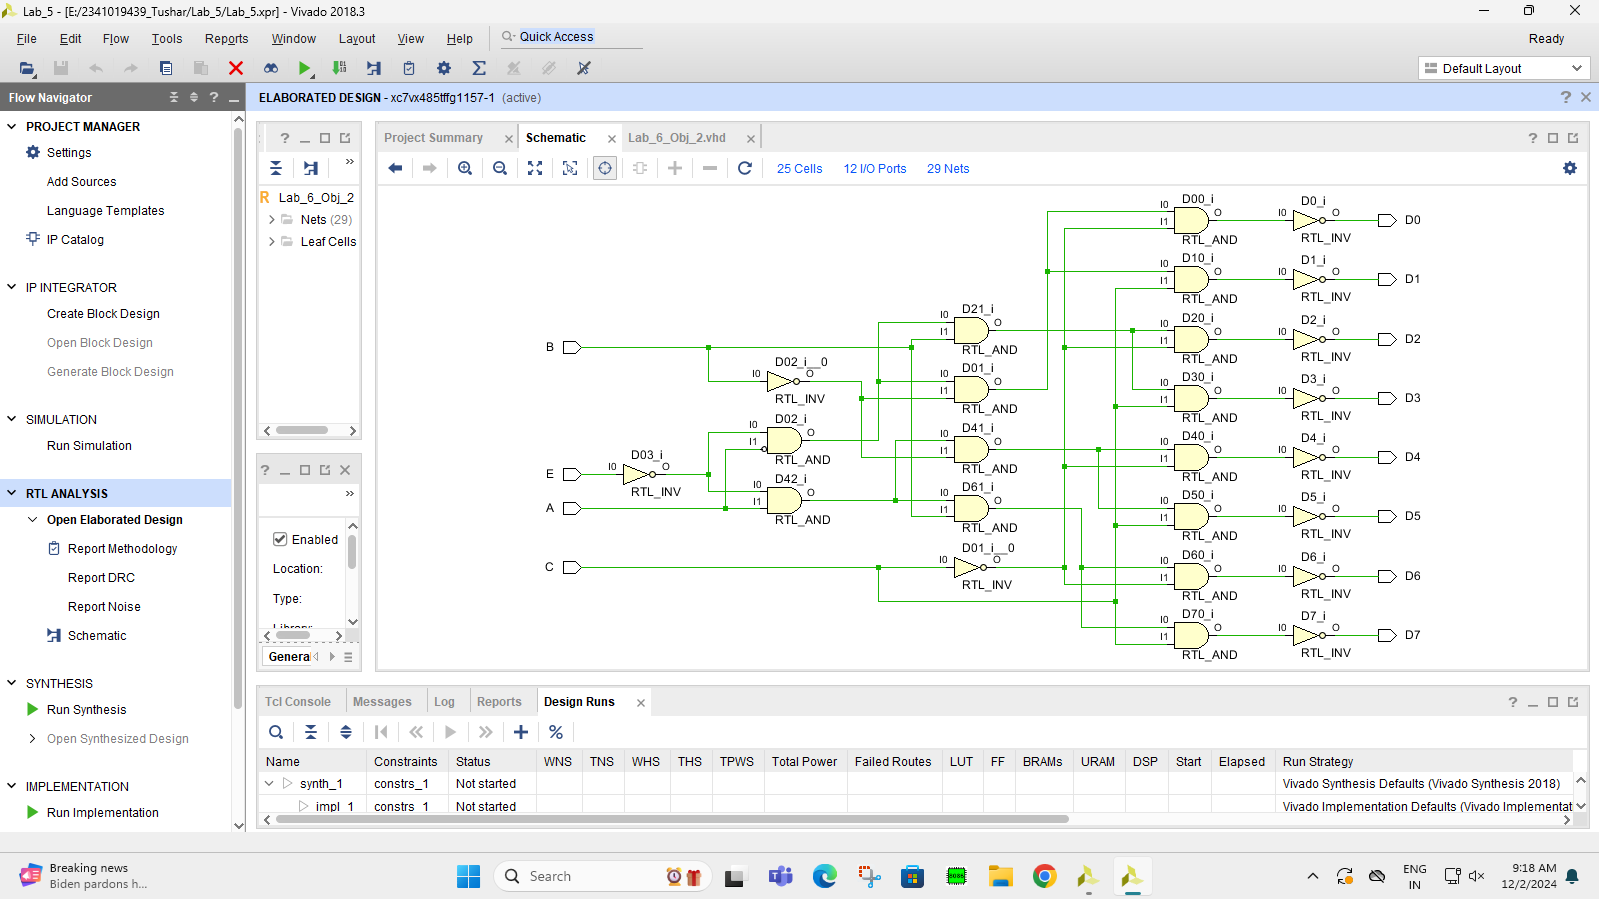 Lab_5 - [E:/2341019439_Tushar/Lab_5/Lab_5.xpr] - Vivado 2018.3
File Edit Flow Tools Reports Window Layout View Help Quick Access
Ready
Default Layout
Flow Navigator
PROJECT MANAGER
Settings
Add Sources
Language Templates
IP Catalog
IP INTEGRATOR
Create Block Design
Open Block Design
Generate Block Design
SIMULATION
Run Simulation
RTL ANALYSIS
Open Elaborated Design
Report Methodology
Report DRC
Report Noise
Schematic
SYNTHESIS
Run Synthesis
Open Synthesized Design
IMPLEMENTATION
Run Implementation
ELABORATED DESIGN - xc7vx485tffg1157-1 (active)
Lab_6_Obj_2
Nets (29)
Leaf Cells
Enabled
Location:
Type:
General
Project Summary Schematic Lab_6_Obj_2.vhd
25 Cells 12 I/O Ports 29 Nets
B
E
A
C
D03_i
I0 O
RTL_INV
D02_i__0
I0 O
RTL_INV
D02_i
I0
I1 O
RTL_AND
D42_i
I0
I1 O
RTL_AND
D21_i
I0
I1 O
RTL_AND
D01_i
I0
I1 O
RTL_AND
D41_i
I0
I1 O
RTL_AND
D61_i
I0
I1 O
RTL_AND
D01_i__0
I0 O
RTL_INV
D00_i
I0
I1 O
RTL_AND
D0_i
I0 O
RTL_INV
D0
D10_i
I0
I1 O
RTL_AND
D1_i
I0 O
RTL_INV
D1
D20_i
I0
I1 O
RTL_AND
D2_i
I0 O
RTL_INV
D2
D30_i
I0
I1 O
RTL_AND
D3_i
I0 O
RTL_INV
D3
D40_i
I0
I1 O
RTL_AND
D4_i
I0 O
RTL_INV
D4
D50_i
I0
I1 O
RTL_AND
D5_i
I0 O
RTL_INV
D5
D60_i
I0
I1 O
RTL_AND
D6_i
I0 O
RTL_INV
D6
D70_i
I0
I1 O
RTL_AND
D7_i
I0 O
RTL_INV
D7
Tcl Console Messages Log Reports Design Runs
Name Constraints Status WNS TNS WHS THS TPWS Total Power Failed Routes LUT FF BRAMs URAM DSP Start Elapsed Run Strategy
synth_1 constrs_1 Not started Vivado Synthesis Defaults (Vivado Synthesis 2018)
impl_1 constrs_1 Not started Vivado Implementation Defaults (Vivado Implementat
Breaking news
Biden pardons h...
Search
ENG
IN
9:18 AM
12/2/2024